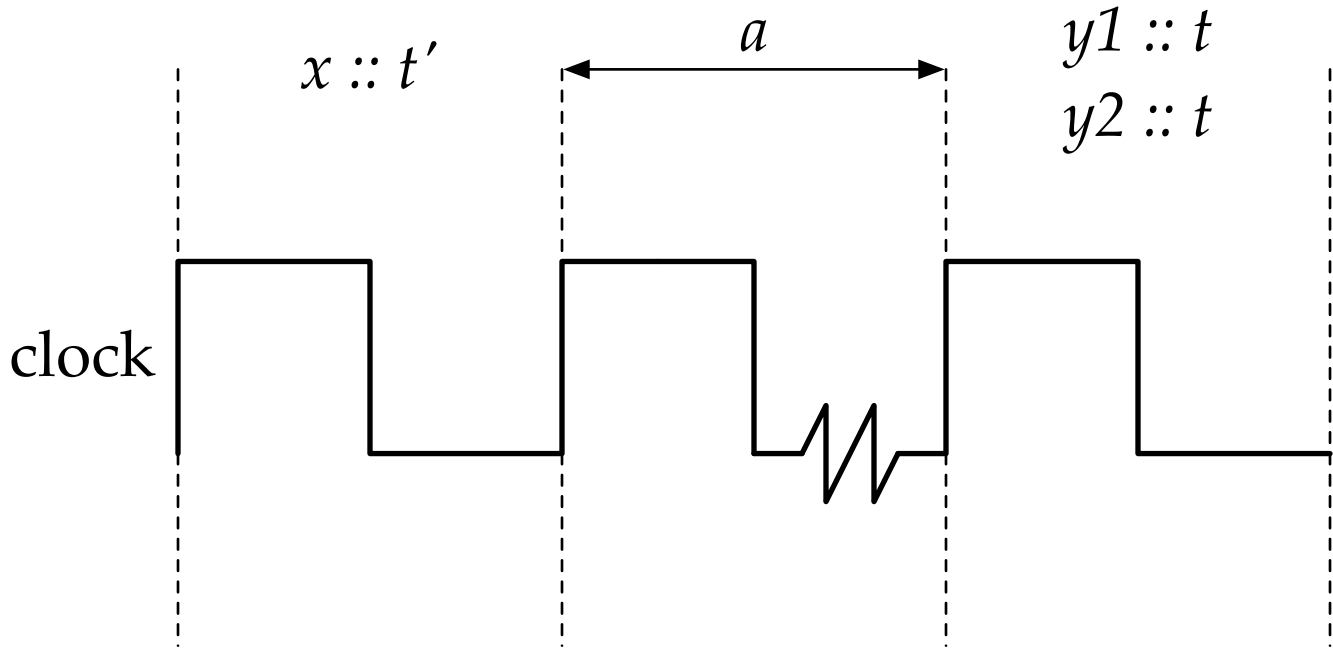 x :: t′
a
y1 :: t
y2 :: t
clock